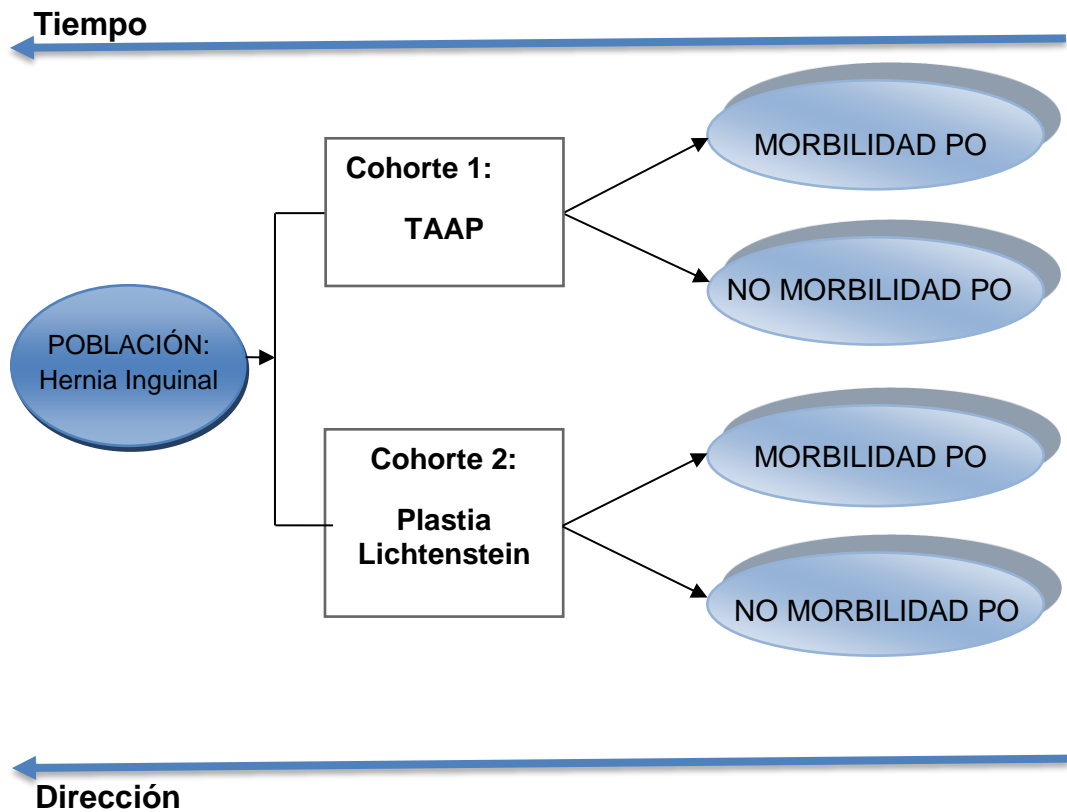 Tiempo
MORBILIDAD PO
Cohorte 1:
TAAP
NO MORBILIDAD PO
POBLACIÓN:
Hernia Inguinal
Cohorte 2:
Plastia
Lichtenstein
MORBILIDAD PO
NO MORBILIDAD PO
Dirección